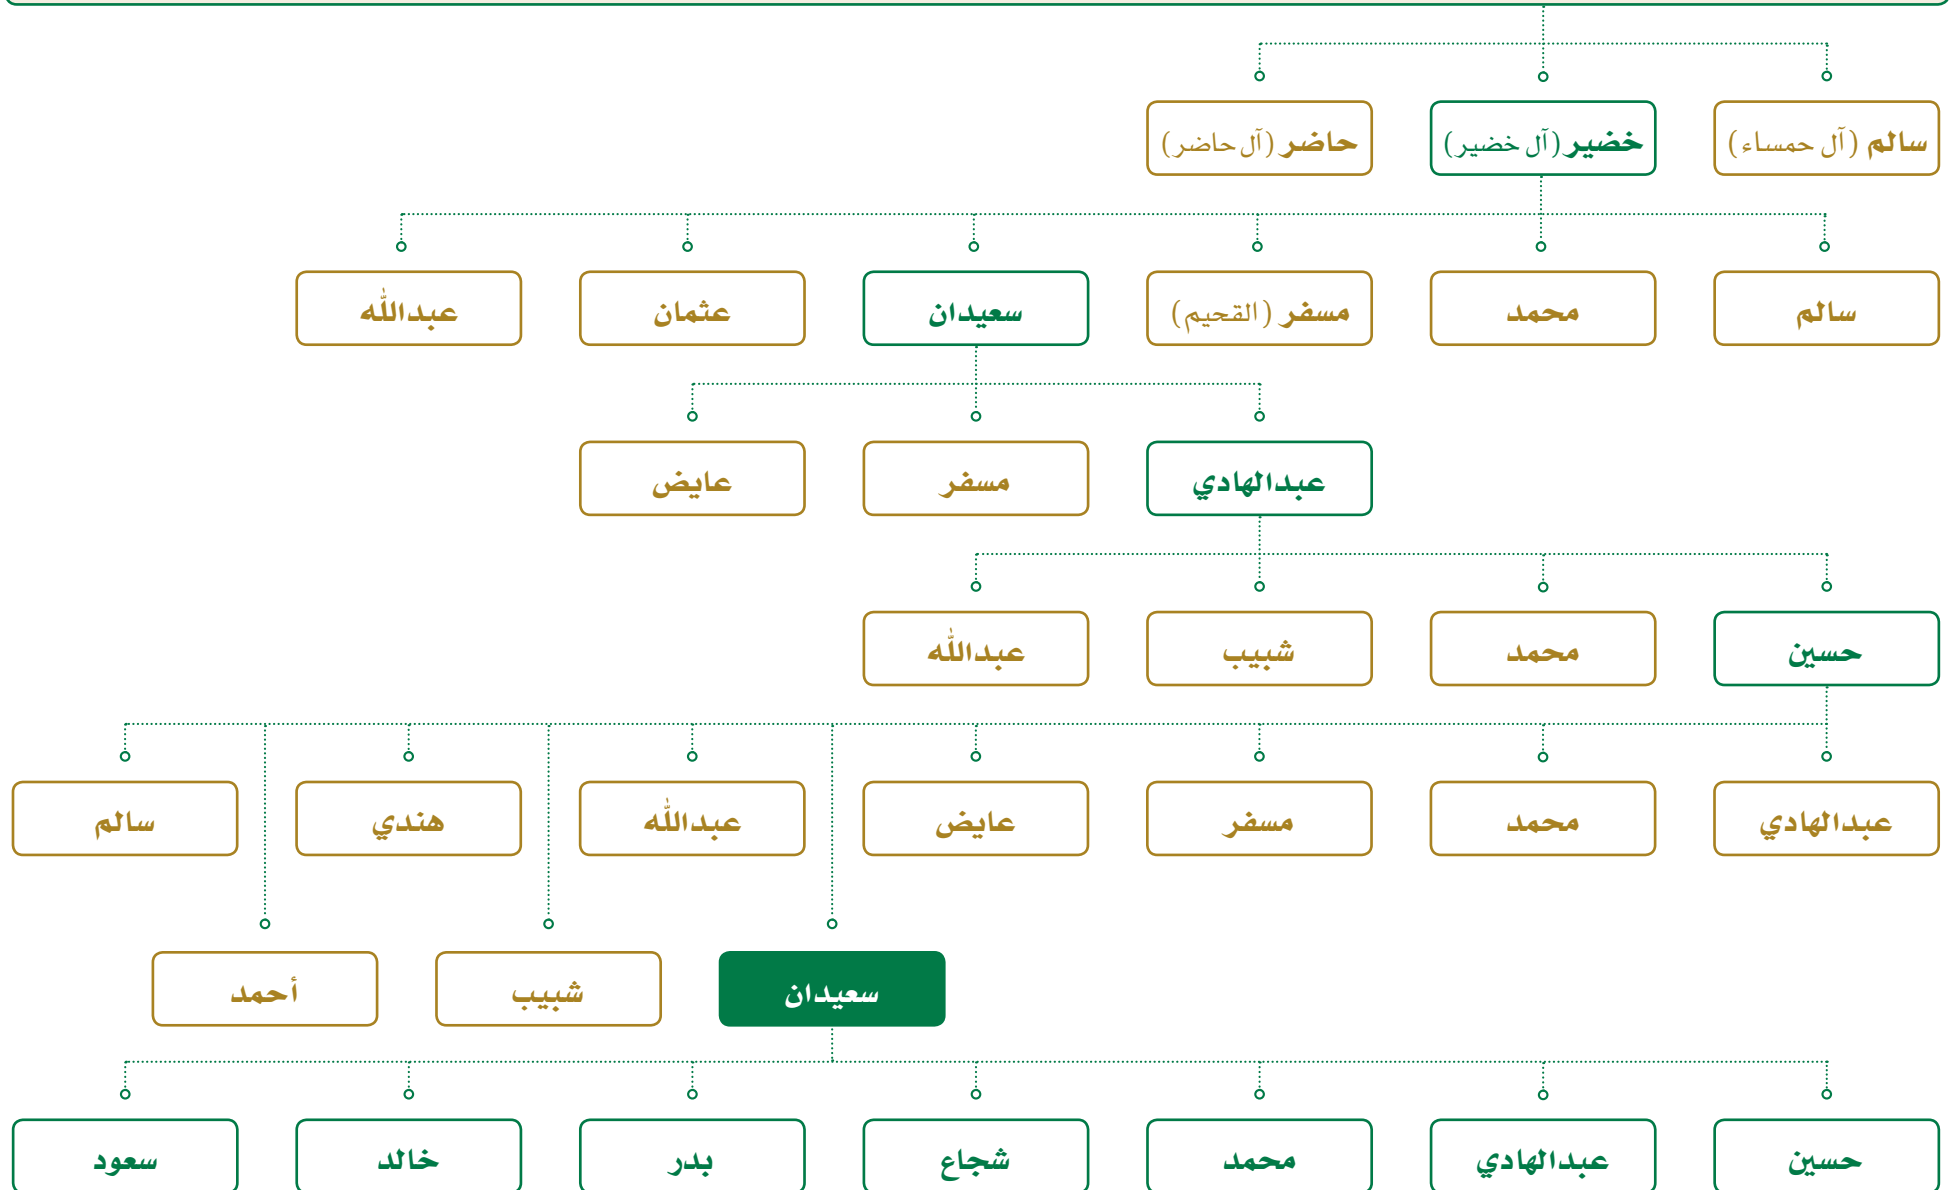 سالم (آل حمساء) خضير (آل خضير) حاضر (آل حاضر)
سالم محمد مسفر (القحيم) سعيدان عثمان عبدالله
عبدالهادي مسفر عايض
حسين محمد شبيب عبدالله
عبدالهادي محمد مسفر عايض عبدالله هندي سالم
سعيدان شبيب أحمد
حسين عبدالهادي محمد شجاع بدر خالد سعود